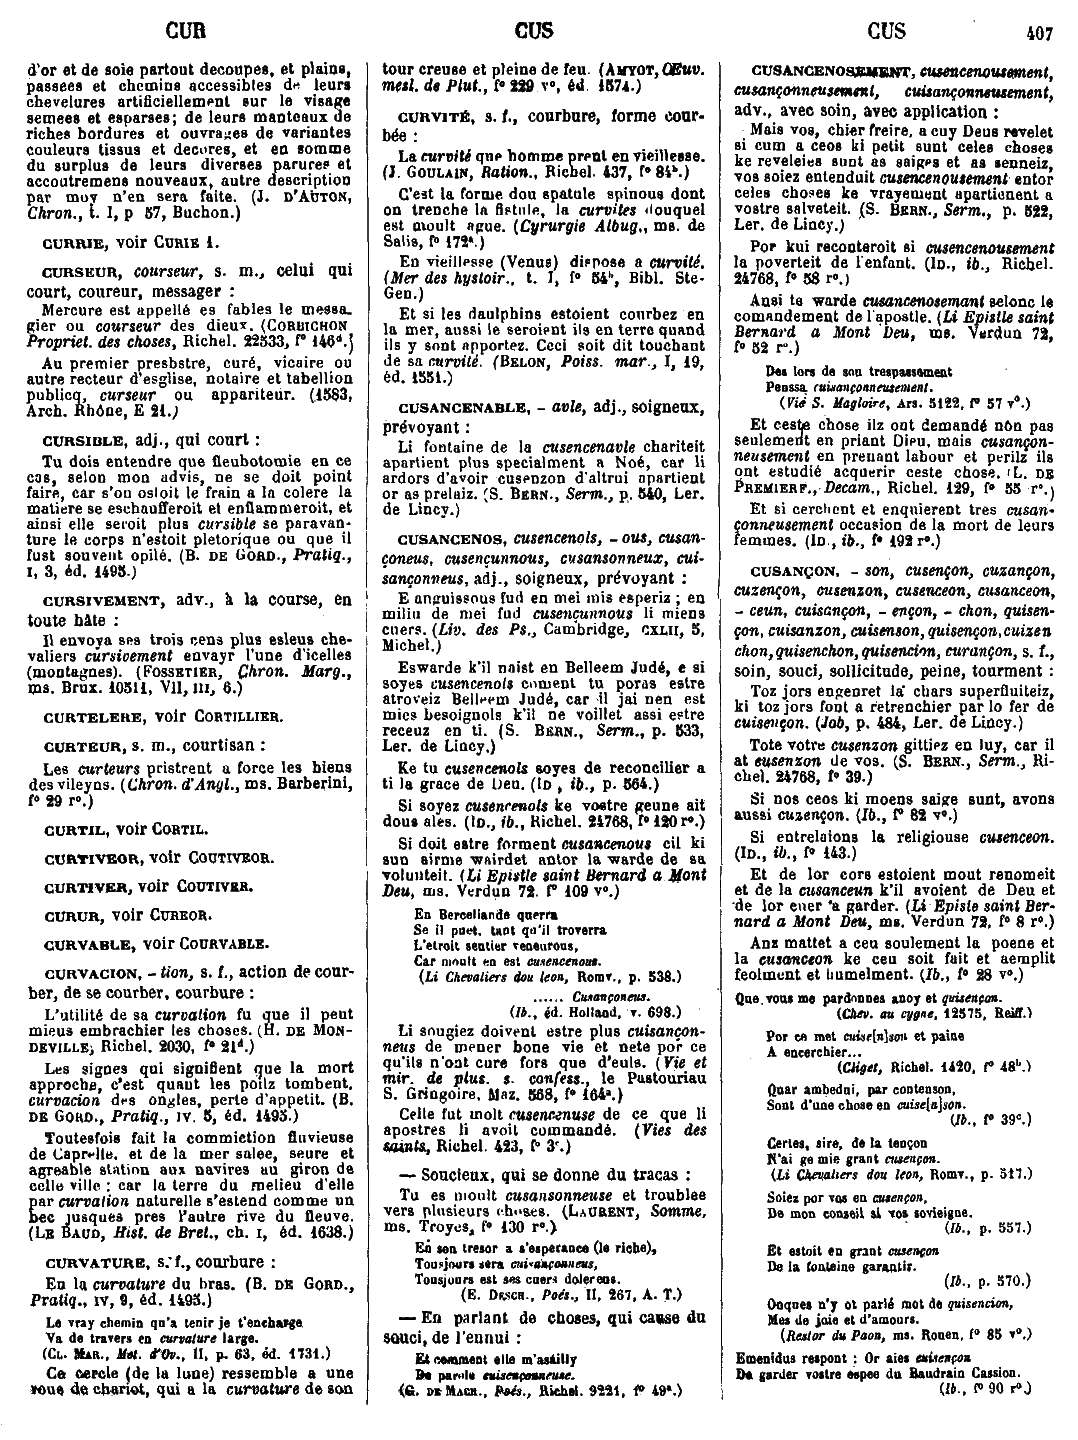 CUR
CUS
CUS
407
d'or et de soie partout decoupes, et plains,
passees et chemins accessibles de leurs
chevelures artificiellement sur le visage
semees et esparses; de leurs manteaux de
riches bordures et ouvrages de variantes
couleurs tissus et decores, et en somme
du surplus de leurs diverses parures et
accoutremens nouveaux, autre description
par moy n'en sera faite. (J. D'AUTON,
Chron., t. I, p 57, Buchon.)
CURRIE, voir CURIE 1.
CURSEUR, courseur, s. m., celui qui
court, coureur, messager :
Mercure est appellé es fables le messa-
gier ou courseur des dieux. (CORBICHON
Propriet. des choses, Richel. 22533, f° 146ᵈ.)
Au premier presbstre, curé, vicaire ou
autre recteur d'esglise, notaire et tabellion
publicq, curseur ou appariteur. (1583,
Arch. Rhône, E 21.)
CURSIBLE, adj., qui court :
Tu dois entendre que fleubotomie en ce
cas, selon mon advis, ne se doit point
faire, car s'on ostoit le frain a la colere la
matiere se eschaufferoit et enflammeroit, et
ainsi elle seroit plus cursible se paravan-
ture le corps n'estoit pletorique ou que il
fust souvent opilé. (B. DE GORD., Pratiq.,
I, 3, éd. 1495.)
CURSIVEMENT, adv., à la course, en
toute hâte :
Il envoya ses trois cens plus esleus che-
valiers cursivement envayr l'une d'icelles
(montagnes). (FOSSETIER, Chron. Marg.,
ms. Brux. 10511, VII, III, 6.)
CURTELERE, voir CORTILLIER.
CURTEUR, s. m., courtisan :
Les curteurs pristrent a force les biens
des vileyns. (Chron. d'Angl., ms. Barberini,
f° 29 r°.)
CURTIL, voir CORTIL.
CURTIVEOR, voir COUTIVEOR.
CURTIVER, voir COUTIVER.
CURUR, voir CUREOR.
CURVABLE, voir COURVABLE.
CURVACION, - tion, s. f., action de cour-
ber, de se courber, courbure :
L'utilité de sa curvation fu que il peut
mieus embrachier les choses. (H. DE MON-
DEVILLE, Richel. 2030, f° 21ᵈ.)
Les signes qui signifient que la mort
approche, c'est quant les poilz tombent,
curvacion des ongles, perte d'appetit. (B.
DE GORD., Pratiq., IV. 5, éd. 1495.)
Toutesfois fait la commiction fluvieuse
de Caprelle, et de la mer salee, seure et
agreable station aux navires au giron de
celle ville ; car la terre du melieu d'elle
par curvation naturelle s'estend comme un
bec jusques pres l'autre rive du fleuve.
(LE BAUD, Hist. de Bret., ch. I, éd. 1638.)
CURVATURE, s. f., courbure :
En la curvature du bras. (B. DE GORD.,
Pratiq., IV, 9, éd. 1495.)
Le vray chemin qu'a tenir je t'encharge
Va de travers en curvature large.
(CL. MAR., Met. d'Ov., II, p. 63, éd. 1731.)
Ce cercle (de la lune) ressemble a une
roue de chariot, qui a la curvature de son
tour creuse et pleine de feu. (AMYOT, Œuv.
mesl. de Plut., f° 229 v°, éd. 1574.)
CURVITÉ, s. f., courbure, forme cour-
bée :
La curvité que homme prent en vieillesse.
(J. GOULAIN, Ration., Richel. 437, f° 84ᵇ.)
C'est la forme dou spatule spinous dont
on trenche la fistule, la curvites douquel
est moult ague. (Cyrurgie Albug., ms. de
Salis, f° 172ᵃ.)
En vieillesse (Venus) dispose a curvité.
(Mer des hystoir., t. I, f° 54ᵇ, Bibl. Ste-
Gen.)
Et si les daulphins estoient courbez en
la mer, aussi le seroient ils en terre quand
ils y sont apportez. Ceci soit dit touchant
de sa curvité. (BELON, Poiss. mar., I, 19,
éd. 1551.)
CUSANCENABLE, - avle, adj., soigneux,
prévoyant :
Li fontaine de la cusencenavle chariteit
apartient plus specialment a Noé, car li
ardors d'avoir cusenzon d'altrui apartient
or as prelaiz. (S. BERN., Serm., p. 540, Ler.
de Lincy.)
CUSANCENOS, cusencenols, - ous, cusan-
çoneus, cusençunnous, cusansonneux, cui-
sançonneus, adj., soigneux, prévoyant :
E anguissous fud en mei mis esperiz ; en
miliu de mei fud cusençunnous li miens
cuers. (Liv. des Ps., Cambridge, CXLII, 5,
Michel.)
Eswarde k'il naist en Belleem Judé, e si
soyes cusencenols coment tu poras estre
atroveiz Belleem Judé, car il jai nen est
mies besoignols k'il ne voillet assi estre
receuz en ti. (S. BERN., Serm., p. 533,
Ler. de Lincy.)
Ke tu cusencenols soyes de reconcilier a
ti la grace de Deu. (ID , ib., p. 564.)
Si soyez cusencenols ke vostre geune ait
dous ales. (ID., ib., Richel. 24768, f° 120 r°.)
Si doit estre forment cusancenous cil ki
sun airme wairdet antor la warde de sa
volunteit. (Li Epistle saint Bernard a Mont
Deu, ms. Verdun 72. f° 109 v°.)
En Berceliande querra
Se il puet, tant qu'il troverra
L'etroit sentier veneurous,
Car moult en est cusencenous.
(Li Chevaliers dou leon, Romv., p. 538.)
...... Cusançoneus.
(Ib., éd. Holland, v. 698.)
Li sougiez doivent estre plus cuisançon-
neus de mener bone vie et nete por ce
qu'ils n'ont cure fors que d'euls. (Vie et
mir. de plus. s. confess., le Pustouriau
S. Gringoire, Maz. 568, f° 164ᵃ.)
Celle fut molt cusencenuse de ce que li
apostres li avoit commandé. (Vies des
saints, Richel. 423, f° 3ᶜ.)
— Soucieux, qui se donne du tracas :
Tu es moult cusansonneuse et troublee
vers plusieurs choses. (LAURENT, Somme,
ms. Troyes, f° 130 r°.)
En son tresor a s'esperance (le riche),
Tousjours sera cuisançonneus,
Tousjours est ses cuers dolereus.
(E. DESCH., Poés., II, 267, A. T.)
— En parlant de choses, qui cause du
souci, de l'ennui :
Et comment elle m'assilly
De parole cuisençonneuse.
(G. DE MACH., Poés., Richel. 9221, f° 49ᵃ.)
CUSANCENOSEMENT, cusencenousement,
cusançonneusement, cuisançonneusement,
adv., avec soin, avec application :
Mais vos, chier freire, a cuy Deus revelet
si cum a ceos ki petit sunt celes choses
ke reveleies sunt as saiges et as senneiz,
vos soiez entenduit cusencenousement entor
celes choses ke vrayement apartienent a
vostre salveteit. (S. BERN., Serm., p. 522,
Ler. de Lincy.)
Por kui reconteroit si cusencenousement
la poverteit de l'enfant. (ID., ib., Richel.
24768, f° 58 r°.)
Ansi te warde cusancenosemant selonc le
comandement de l'apostle. (Li Epistle saint
Bernard a Mont Deu, ms. Verdun 72,
f° 52 r°.)
Des lors de son trespassement
Penssa cuisançonneusement.
(Vie S. Magloire, Ars. 5122, f° 57 v°.)
Et ceste chose ilz ont demandé non pas
seulement en priant Dieu, mais cusançon-
neusement en prenant labour et perilz ils
ont estudié acquerir ceste chose. (L. DE
PREMIERF., Decam., Richel. 129, f° 55 r°.)
Et si cerchent et enquierent tres cusan-
çonneusement occasion de la mort de leurs
femmes. (ID., ib., f° 192 r°.)
CUSANÇON, - son, cusençon, cuzançon,
cuzençon, cusenzon, cusenceon, cusanceon,
- ceun, cuisançon, - ençon, - chon, quisen-
çon, cuisanzon, cuisenson, quisençon, cuizen
chon, quisenchon, quisencion, curançon, s. f.,
soin, souci, sollicitude, peine, tourment :
Toz jors engenret la chars superfluiteiz,
ki toz jors font a retrenchier par lo fer de
cuisençon. (Job, p. 484, Ler. de Lincy.)
Tote votre cusenzon gittiez en luy, car il
at eusenzon de vos. (S. BERN., Serm., Ri-
chel. 24768, f° 39.)
Si nos ceos ki moens saige sunt, avons
aussi cuzençon. (Ib., f° 82 v°.)
Si entrelaions la religiouse cusenceon.
(ID., ib., f° 143.)
Et de lor cors estoient mout renomeit
et de la cusanceun k'il avoient de Deu et
de lor cuer a garder. (Li Episte saint Ber-
nard a Mont Deu, ms. Verdun 72, f° 8 r°.)
Anz mattet a ceu soulement la poene et
la cusanceon ke ceu soit fait et aemplit
feolment et humelment. (Ib., f° 28 v°.)
Que vous me pardonnes anoy et quisençon.
(Chev. au cygne, 12575, Reiff.)
Por ce met cuise[n]son et paine
A encerchier...
(Cliget, Richel. 1420, f° 48ᵇ.)
Quar ambedui, par contenson,
Sont d'une chose en cuise[n]son.
(Ib., f° 39ᶜ.)
Certes, sire, de la tençon
N'ai ge mie grant cusençon.
(Li Chevaliers dou leon, Romv., p. 517.)
Soiez por vos en cusençon,
De mon conseil si vos sovieigne.
(Ib., p. 557.)
Et estoit en grant cusençon
De la fonteine garantir.
(Ib., p. 570.)
Onques n'y ot parlé mot de quisencion,
Mes de joie et d'amours.
(Restor du Paon, ms. Rouen, f° 85 v°.)
Emenidus respont : Or aies cuisençon
De garder vostre espee du Baudrain Cassion.
(Ib., f° 90 r°.)